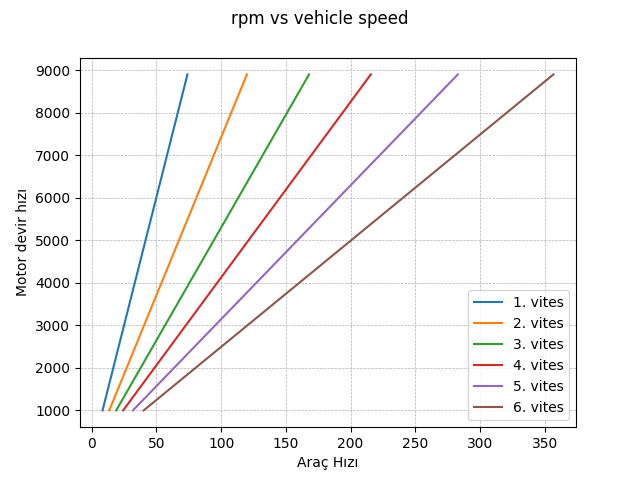 rpm vs vehicle speed
9000
8000
7000
6000
5000
4000
3000
2000
1000
Motor devir hızı
0
50
100
150
200
250
300
350
Araç Hızı
1. vites
2. vites
3. vites
4. vites
5. vites
6. vites